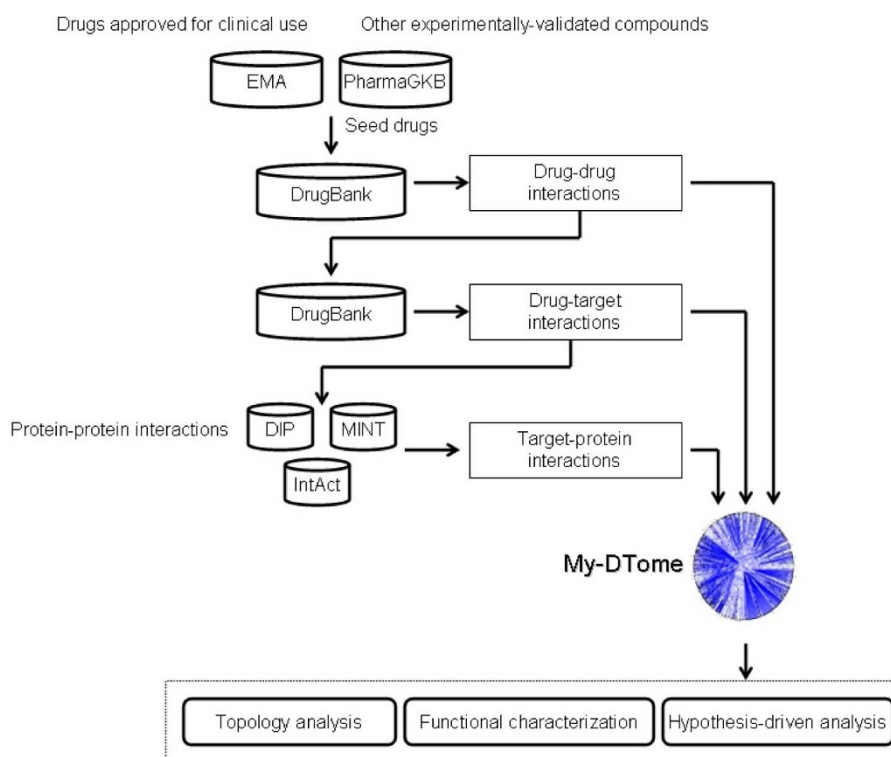 Drugs approved for clinical use
Other experimentally-validated compounds
EMA
PharmaGKB
Seed drugs
DrugBank
Drug-drug
interactions
DrugBank
Drug-target
interactions
Protein-protein interactions
DIP
MINT
IntAct
Target-protein
interactions
My-DTome
Topology analysis
Functional characterization
Hypothesis-driven analysis